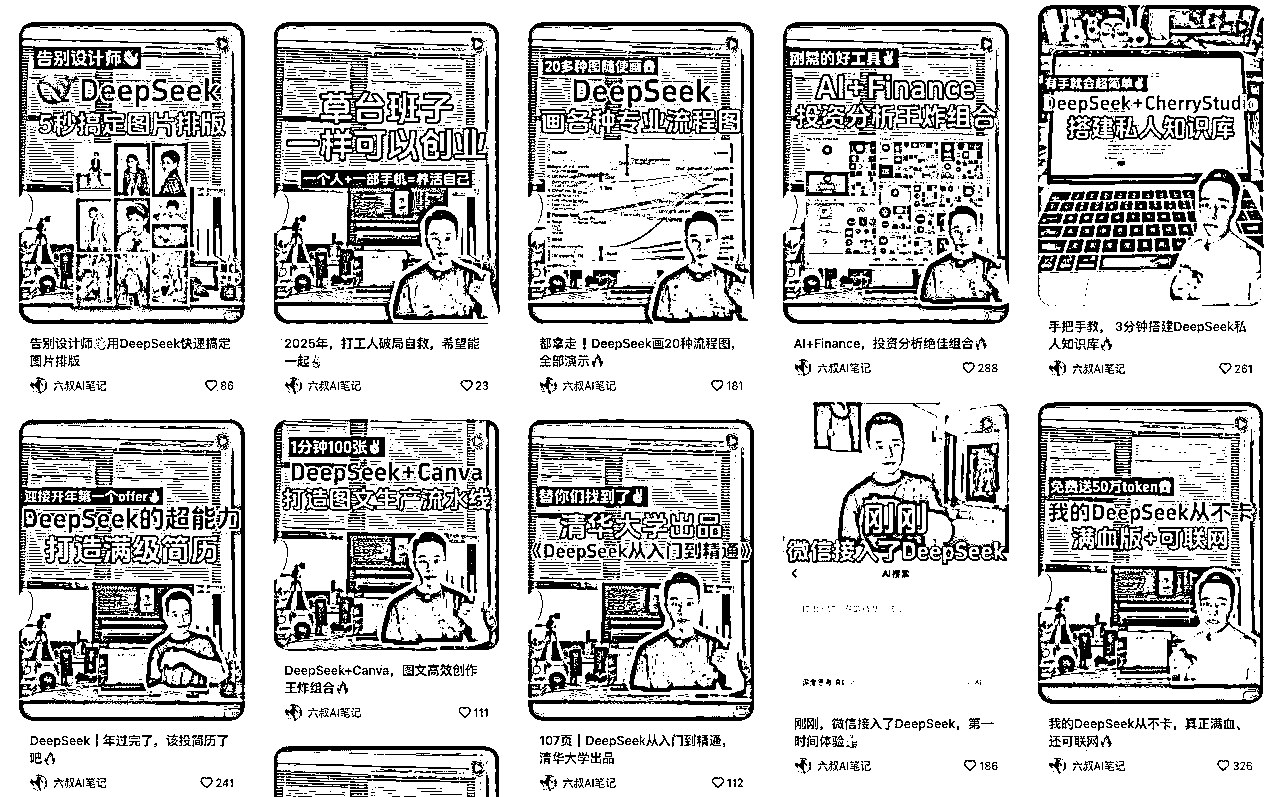 告别设计师
DeepSeek
5秒搞定图片排版
告别设计师用DeepSeek快速搞定
图片排版
六叔AI笔记
86
草台班子
一样可以创业
一个人+一部手机=养活自己
2025年，打工人破局自救，希望能
一起
六叔AI笔记
23
20多种图随便画
DeepSeek
画各种专业流程图
都拿走！DeepSeek画20种流程图，
全部演示🔥
六叔AI笔记
181
刚需的好工具
AI+Finance
投资分析王炸组合
AI+Finance，投资分析绝佳组合🔥
六叔AI笔记
288
有手就会超简单
DeepSeek+CherryStudio
搭建私人知识库
手把手教，3分钟搭建DeepSeek私
人知识库🔥
六叔AI笔记
261
迎接开年第一个offer
DeepSeek的超能力
打造满级简历
DeepSeek | 年过完了，该投简历了
吧🔥
六叔AI笔记
241
1分钟100张
DeepSeek+Canva
打造图文生产流水线
DeepSeek+Canva，图文高效创作
王炸组合🔥
六叔AI笔记
111
替你们找到了
清华大学出品
《DeepSeek从入门到精通》
107页 | DeepSeek从入门到精通，
清华大学出品
六叔AI笔记
112
刚刚
微信接入了DeepSeek
AI搜索
刚刚，微信接入了DeepSeek，第一
时间体验
六叔AI笔记
186
免费送50万token
我的DeepSeek从不卡
满血版+可联网
我的DeepSeek从不卡，真正满血、
还可联网🔥
六叔AI笔记
326